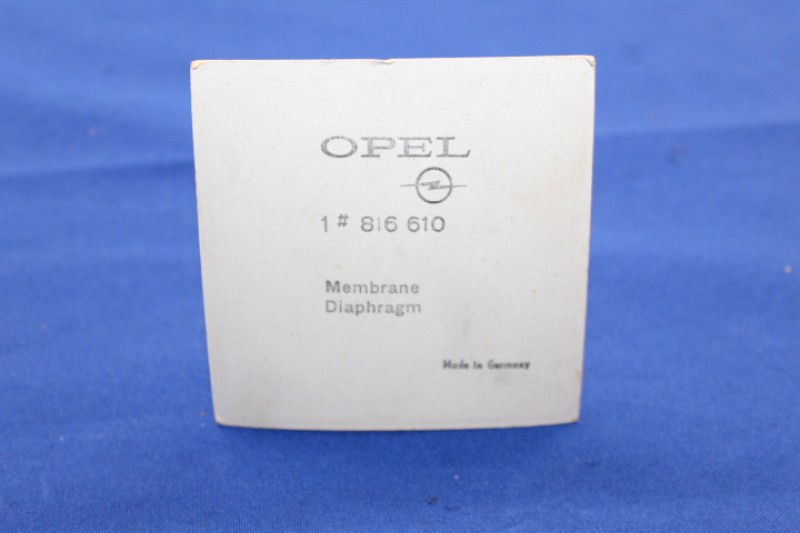 OPEL
1# 816 610
Membrane
Diaphragm
Made in Germany